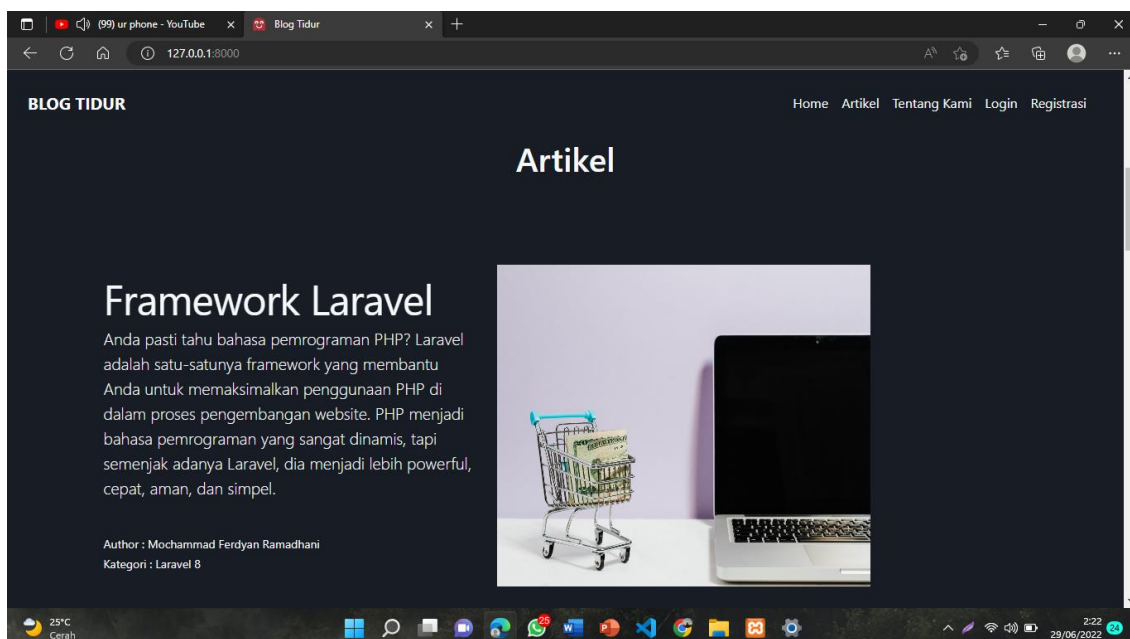 (99) ur phone - YouTube
Blog Tidur
127.0.0.1:8000
BLOG TIDUR
Home Artikel Tentang Kami Login Registrasi
Artikel
Framework Laravel
Anda pasti tahu bahasa pemrograman PHP? Laravel
adalah satu-satunya framework yang membantu
Anda untuk memaksimalkan penggunaan PHP di
dalam proses pengembangan website. PHP menjadi
bahasa pemrograman yang sangat dinamis, tapi
semenjak adanya Laravel, dia menjadi lebih powerful,
cepat, aman, dan simpel.
Author : Mochammad Ferdyan Ramadhani
Kategori : Laravel 8
25°C
Cerah
25
2:22
29/06/2022
24